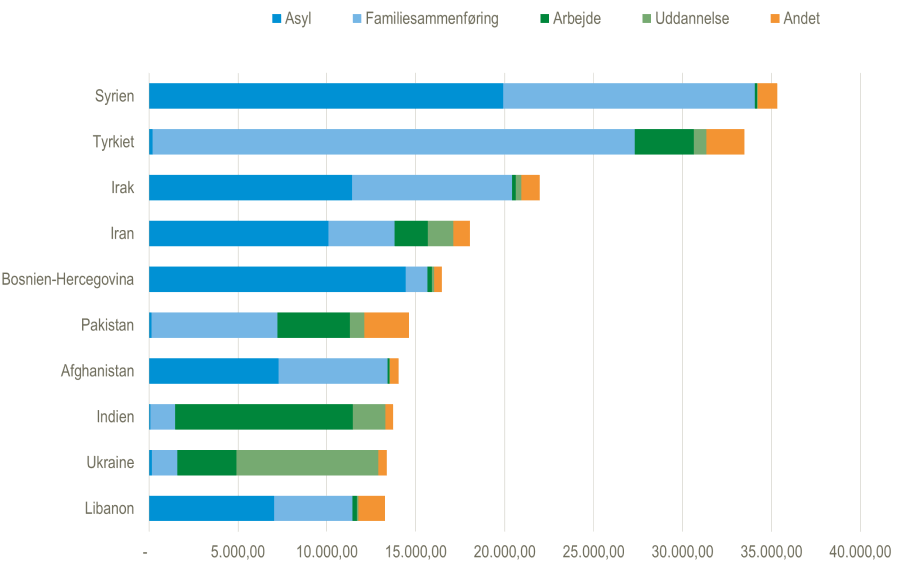 Asyl Familiesammenføring Arbejde Uddannelse Andet
Syrien
Tyrkiet
Irak
Iran
Bosnien-Hercegovina
Pakistan
Afghanistan
Indien
Ukraine
Libanon
- 5.000,00 10.000,00 15.000,00 20.000,00 25.000,00 30.000,00 35.000,00 40.000,00